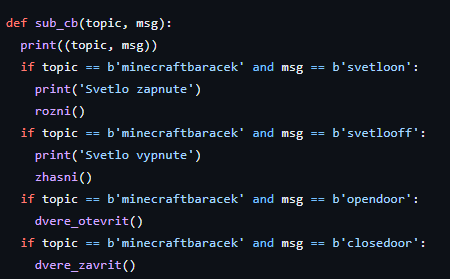 def sub_cb(topic, msg):
  print((topic, msg))
  if topic == b'minecraftbaracek' and msg == b'svetloon':
    print('Svetlo zapnute')
    rozni()
  if topic == b'minecraftbaracek' and msg == b'svetlooff':
    print('Svetlo vypnute')
    zhasni()
  if topic == b'minecraftbaracek' and msg == b'opendoor':
    dvere_otevrit()
  if topic == b'minecraftbaracek' and msg == b'closedoor':
    dvere_zavrit()